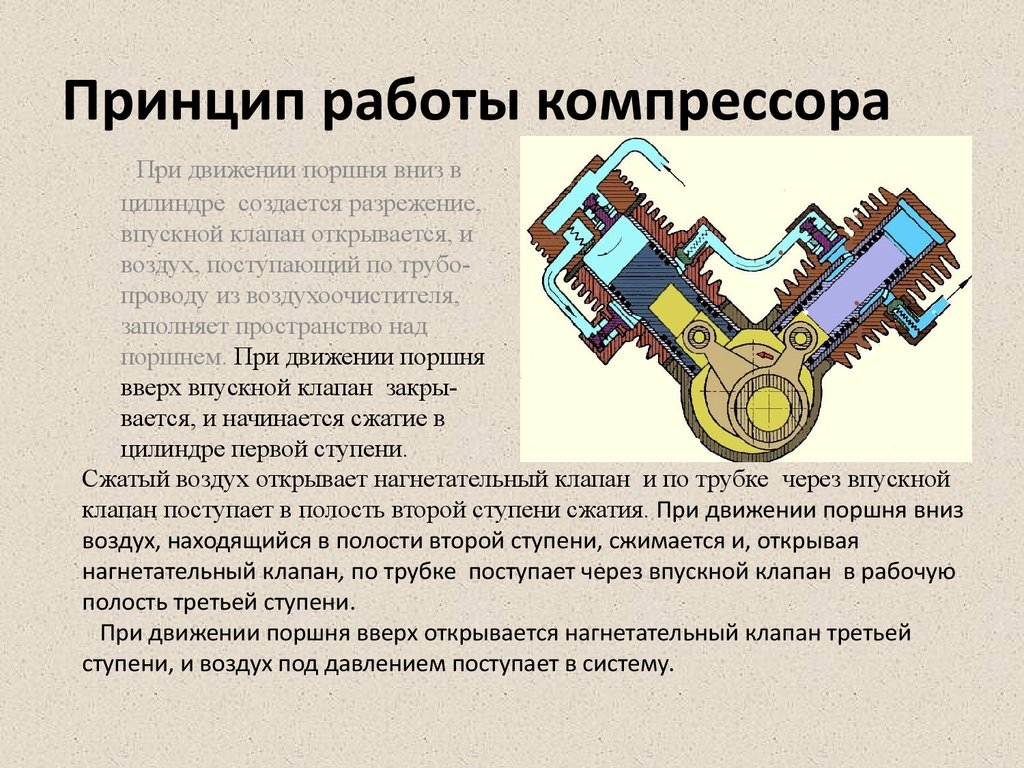 Принцип работы компрессора
При движении поршня вниз в
цилиндре создается разрежение,
впускной клапан открывается, и
воздух, поступающий по трубо-
проводу из воздухоочистителя,
заполняет пространство над
поршнем. При движении поршня
вверх впускной клапан закры-
вается, и начинается сжатие в
цилиндре первой ступени.
Сжатый воздух открывает нагнетательный клапан и по трубке через впускной
клапан поступает в полость второй ступени сжатия. При движении поршня вниз
воздух, находящийся в полости второй ступени, сжимается и, открывая
нагнетательный клапан, по трубке поступает через впускной клапан в рабочую
полость третьей ступени.
При движении поршня вверх открывается нагнетательный клапан третьей
ступени, и воздух под давлением поступает в систему.